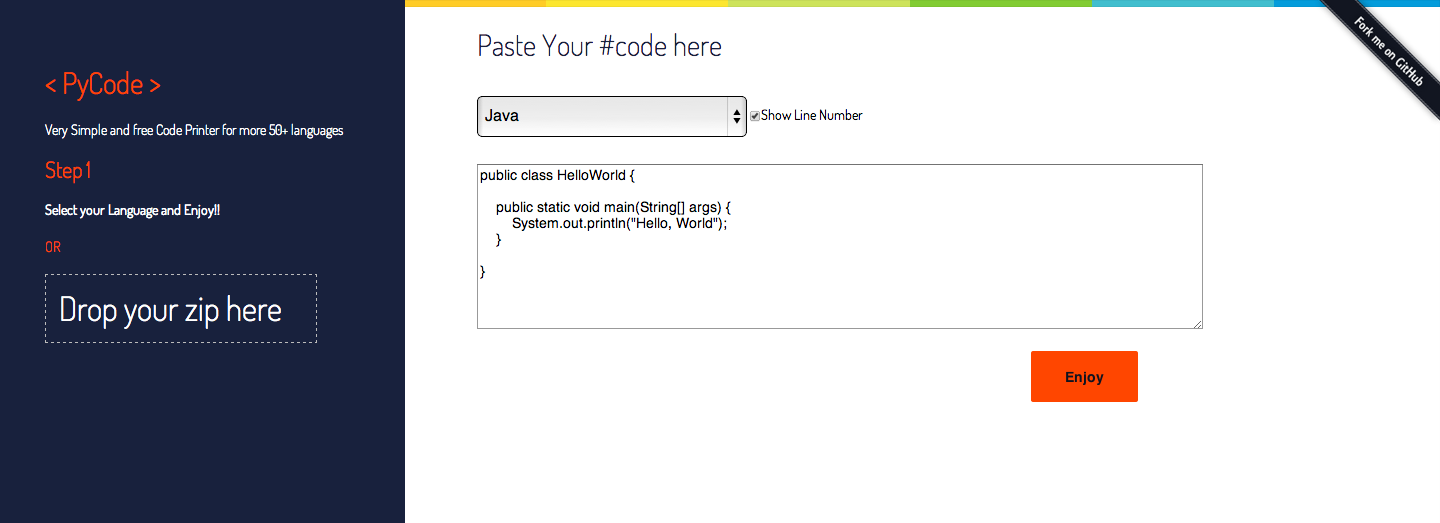 < PyCode >
Very Simple and free Code Printer for more 50+ languages
Step 1
Select your Language and Enjoy!!
OR
Drop your zip here
Paste Your #code here
Java
Show Line Number
public class HelloWorld {
public static void main(String[] args) {
System.out.println("Hello, World");
}
}
Enjoy
Fork me on GitHub